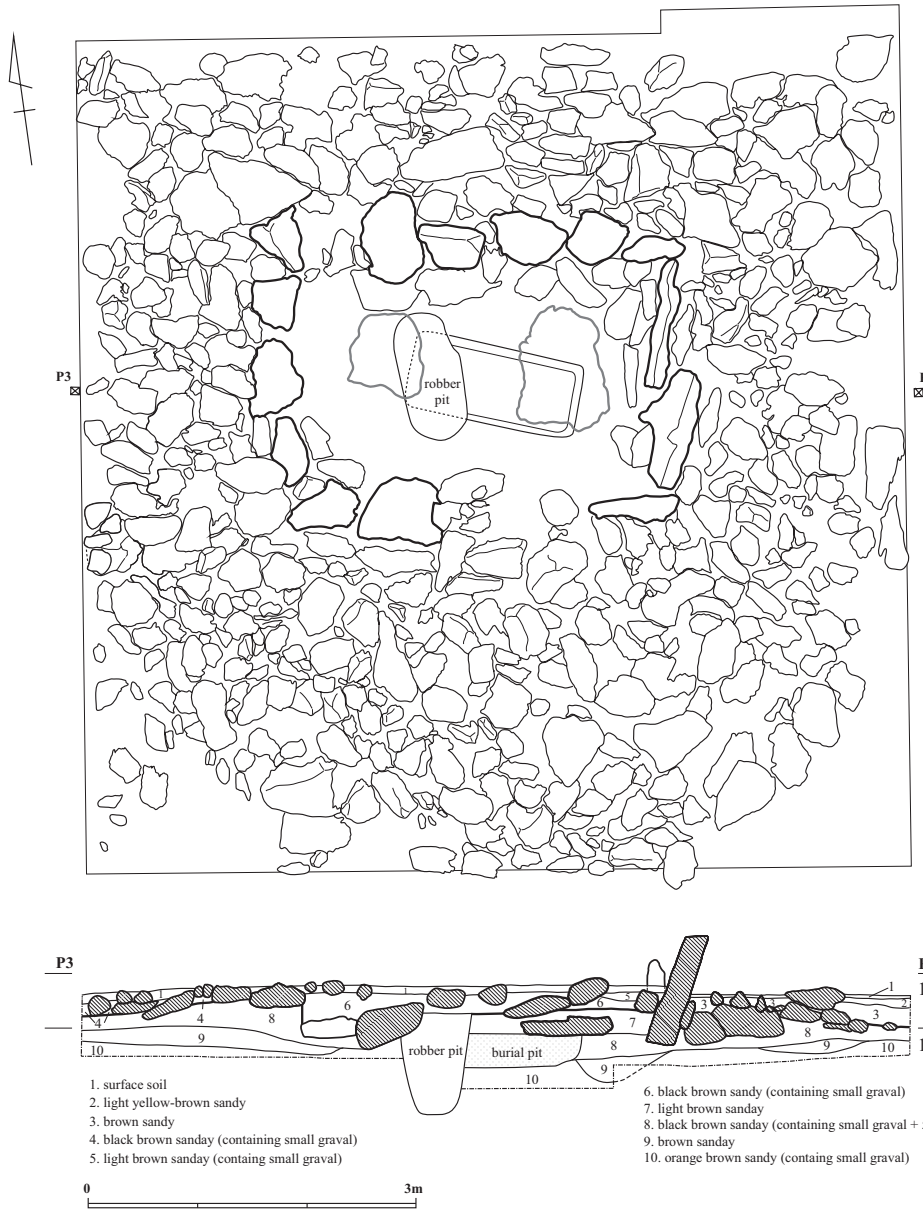 P3
robber
pit
P3
1
1
1
2
3
3
3
4
4
5
6
6
7
8
8
8
9
9
9
10
10
10
robber pit
burial pit
1. surface soil
2. light yellow-brown sandy
3. brown sandy
4. black brown sanday (containing small graval)
5. light brown sanday (containg small graval)
6. black brown sandy (containing small graval)
7. light brown sanday
8. black brown sanday (containing small graval +
9. brown sanday
10. orange brown sandy (containg small graval)
0
3m